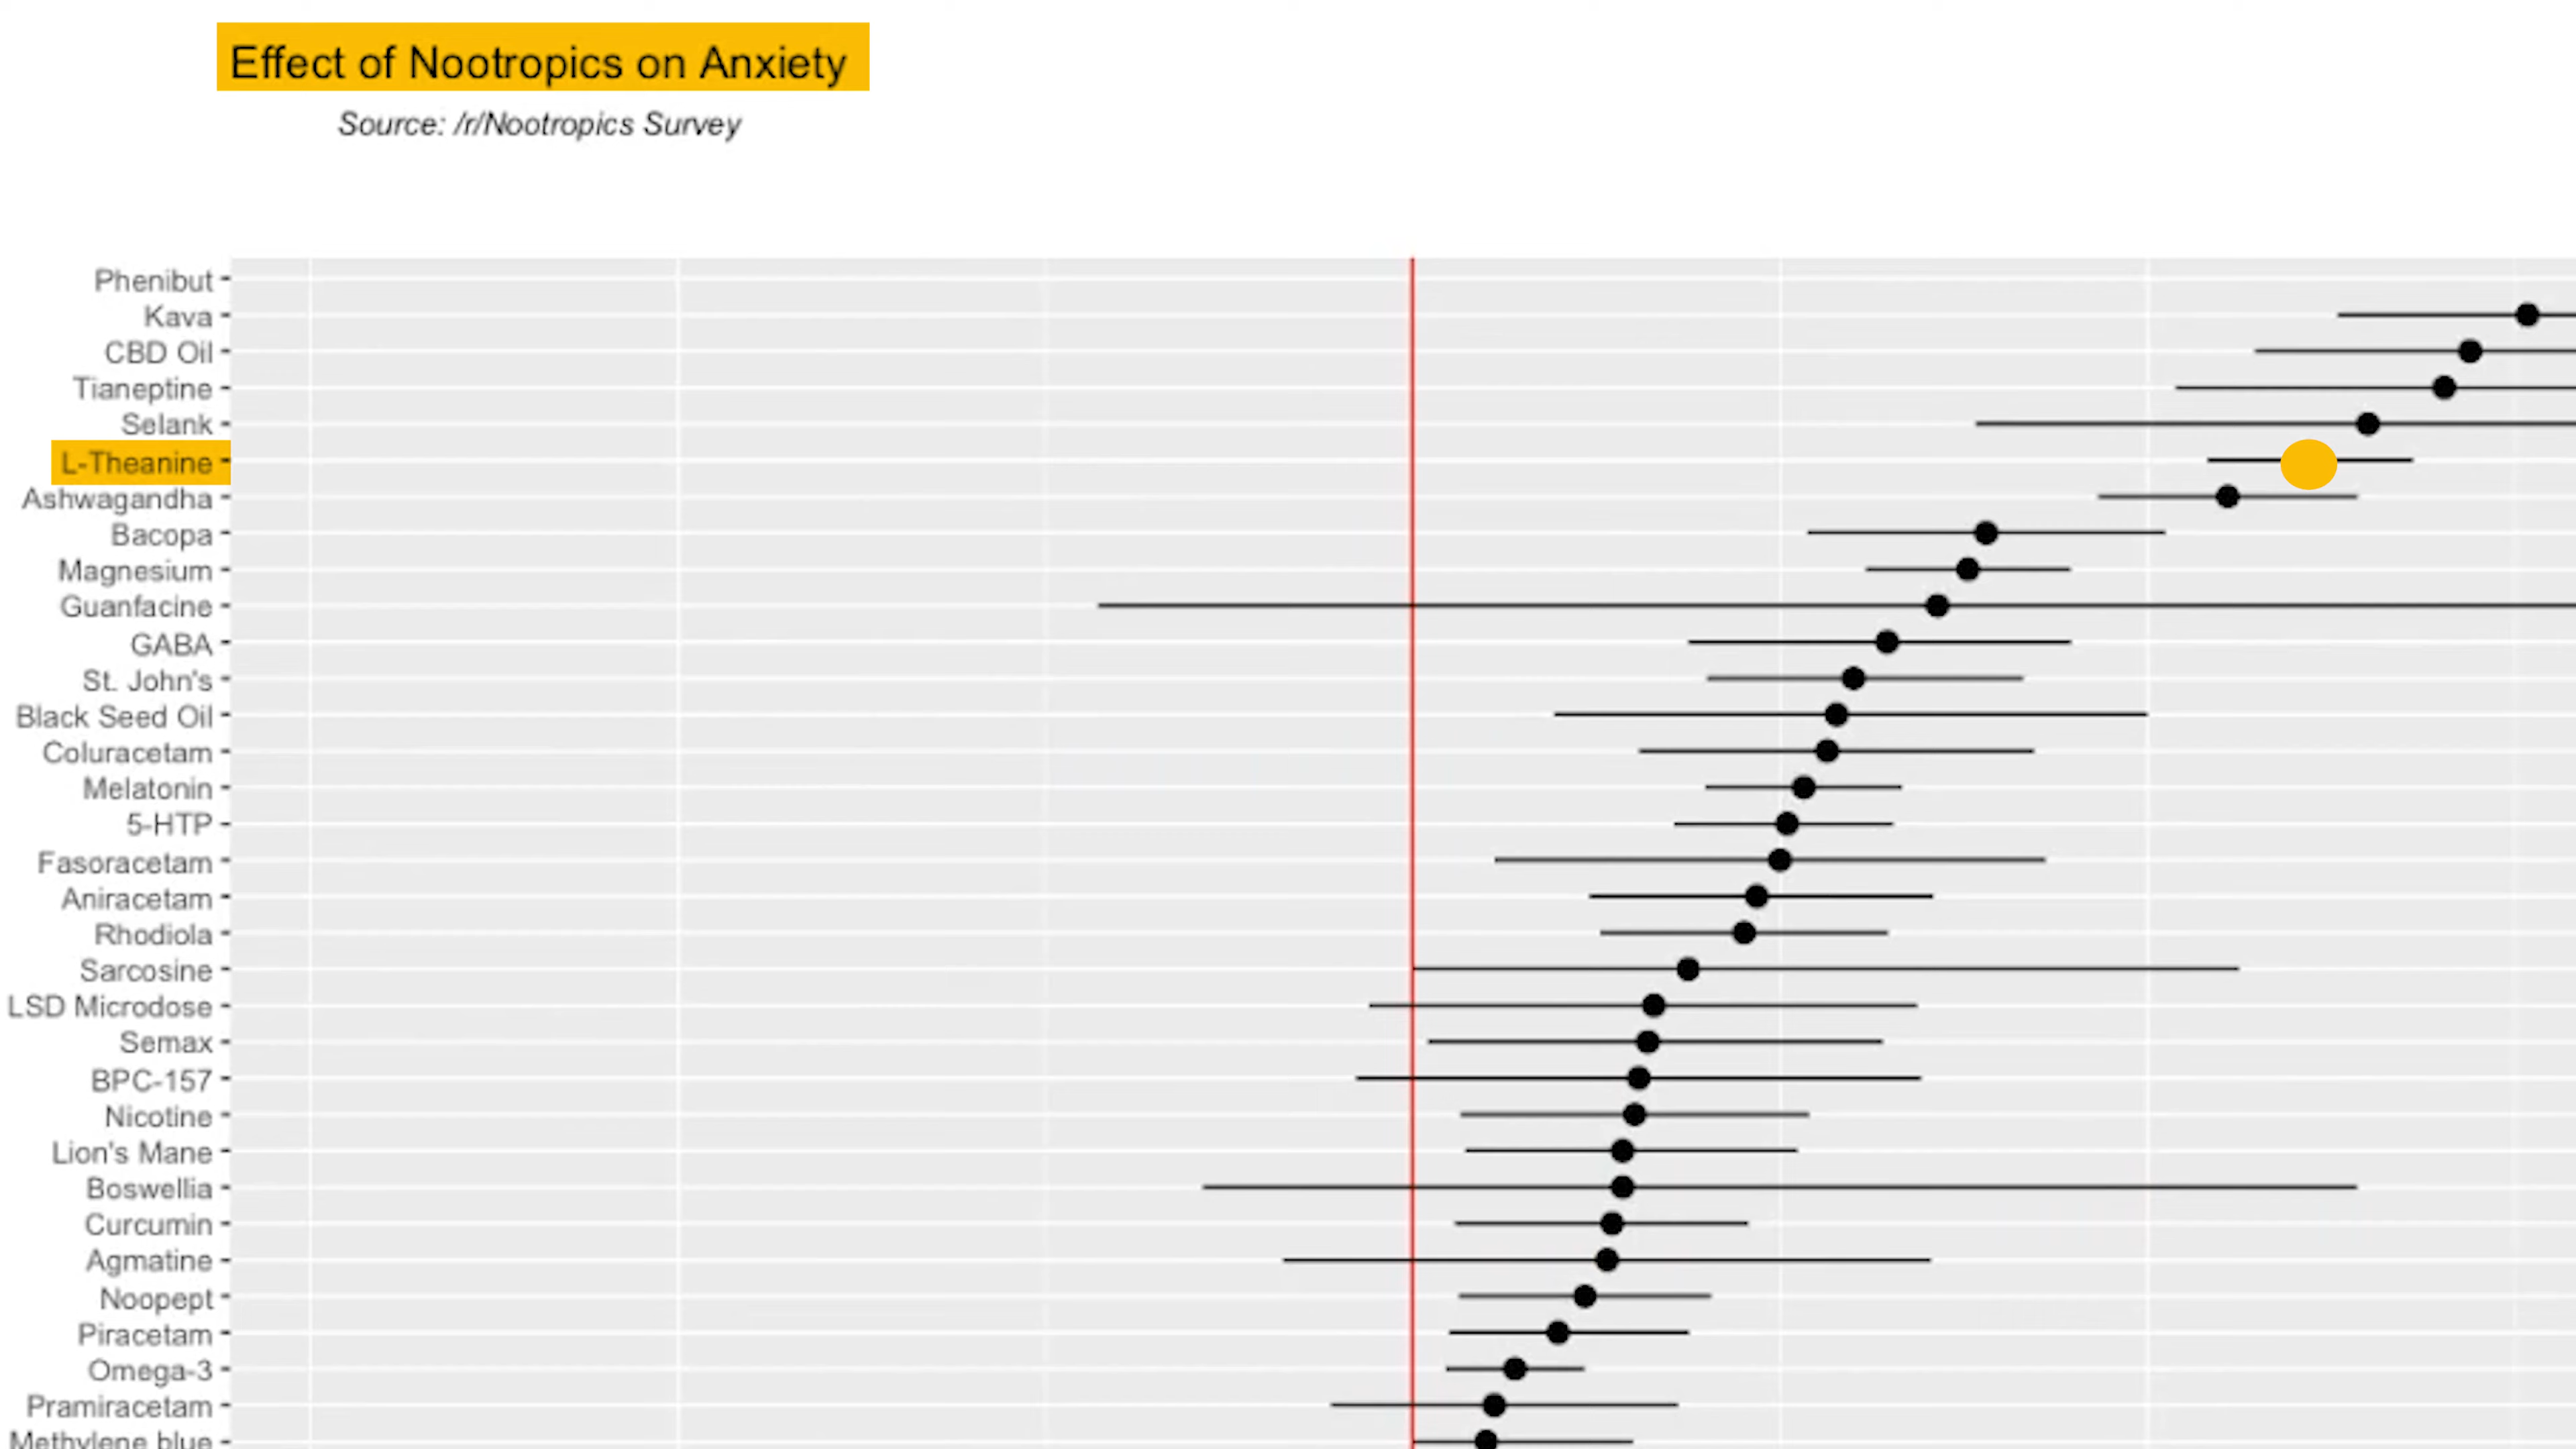 Effect of Nootropics on Anxiety
Source: /r/Nootropics Survey
Phenibut
Kava
CBD Oil
Tianeptine
Selank
L-Theanine
Ashwagandha
Bacopa
Magnesium
Guanfacine
GABA
St. John's
Black Seed Oil
Coluracetam
Melatonin
5-HTP
Fasoracetam
Aniracetam
Rhodiola
Sarcosine
LSD Microdose
Semax
BPC-157
Nicotine
Lion's Mane
Boswellia
Curcumin
Agmatine
Noopept
Piracetam
Omega-3
Pramiracetam
Methylene blue